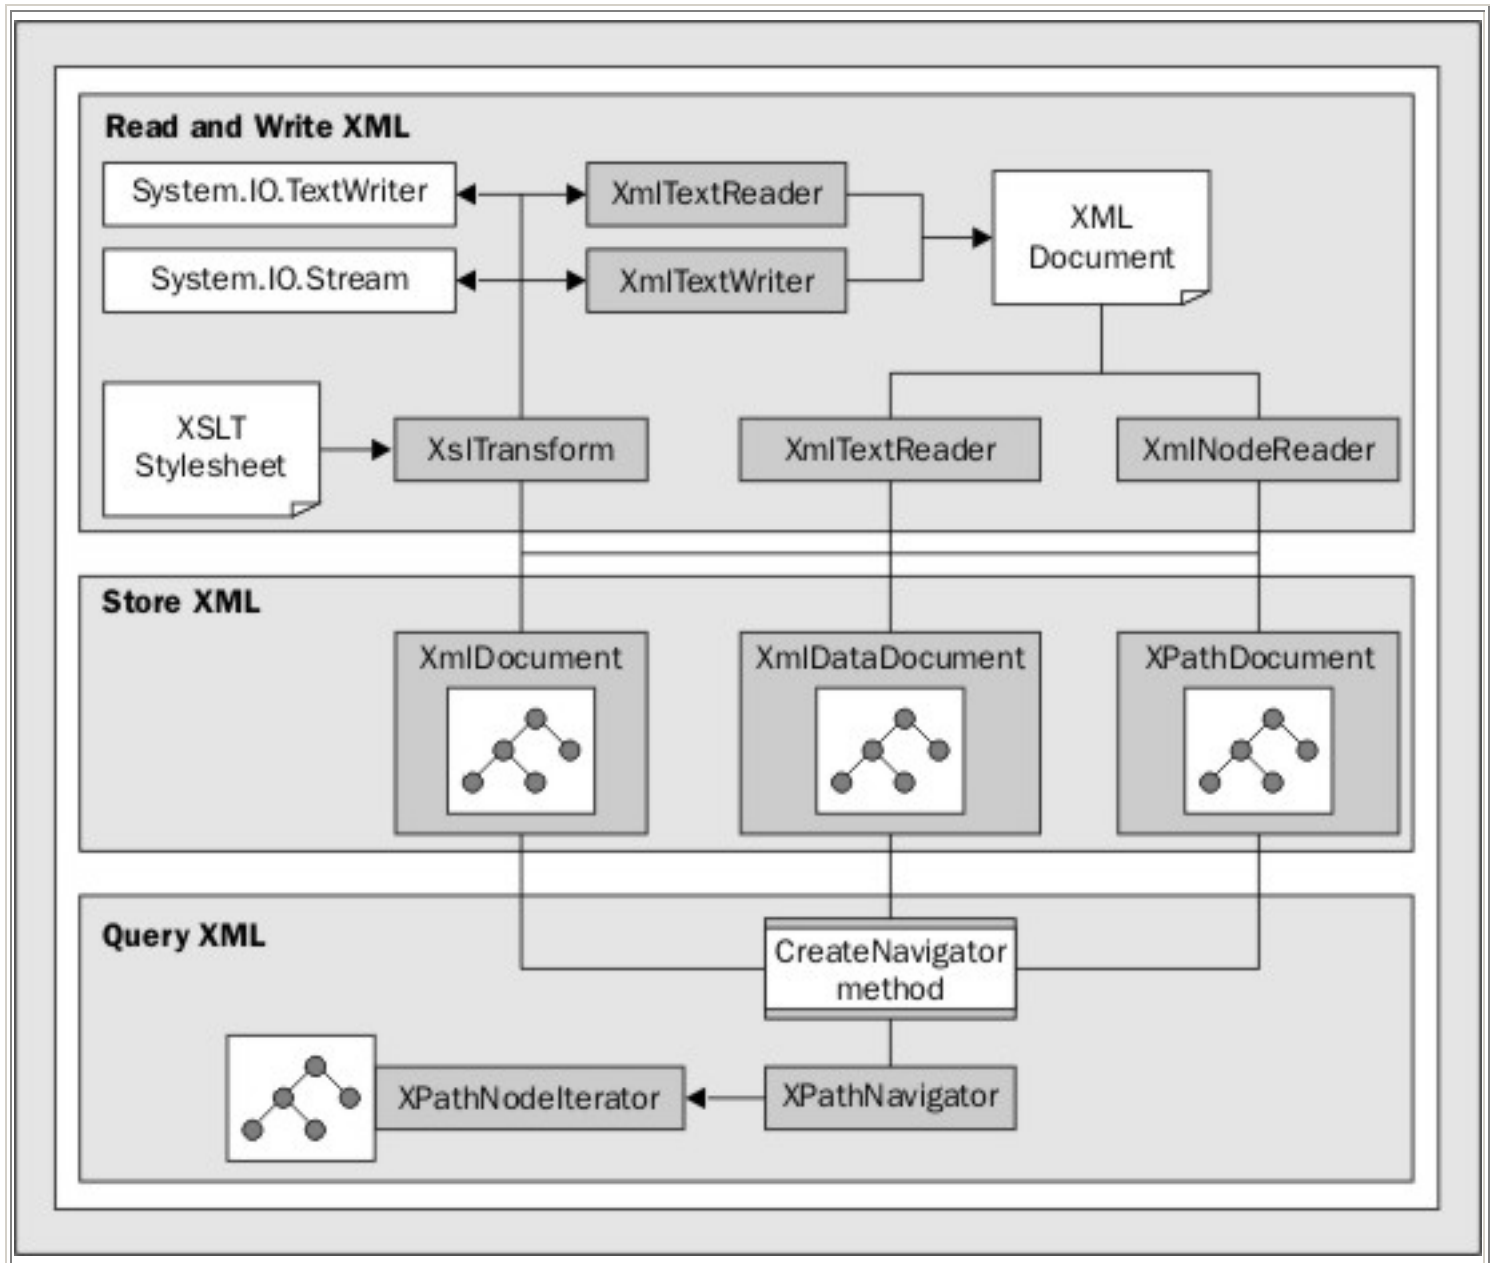 Read and Write XML
System.IO.TextWriter
XmlTextReader
XML
Document
System.IO.Stream
XmlTextWriter
XSLT
Stylesheet
XslTransform
XmlTextReader
XmlNodeReader
Store XML
XmlDocument
XmlDataDocument
XPathDocument
Query XML
CreateNavigator
method
XPathNodeIterator
XPathNavigator